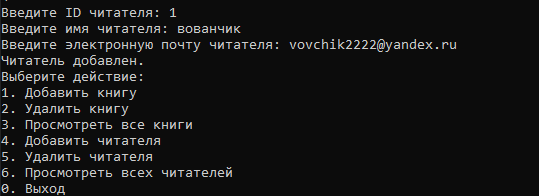 Введите ID читателя: 1
Введите имя читателя: вованчик
Введите электронную почту читателя: vovchik2222@yandex.ru
Читатель добавлен.
Выберите действие:
1. Добавить книгу
2. Удалить книгу
3. Просмотреть все книги
4. Добавить читателя
5. Удалить читателя
6. Просмотреть всех читателей
0. Выход